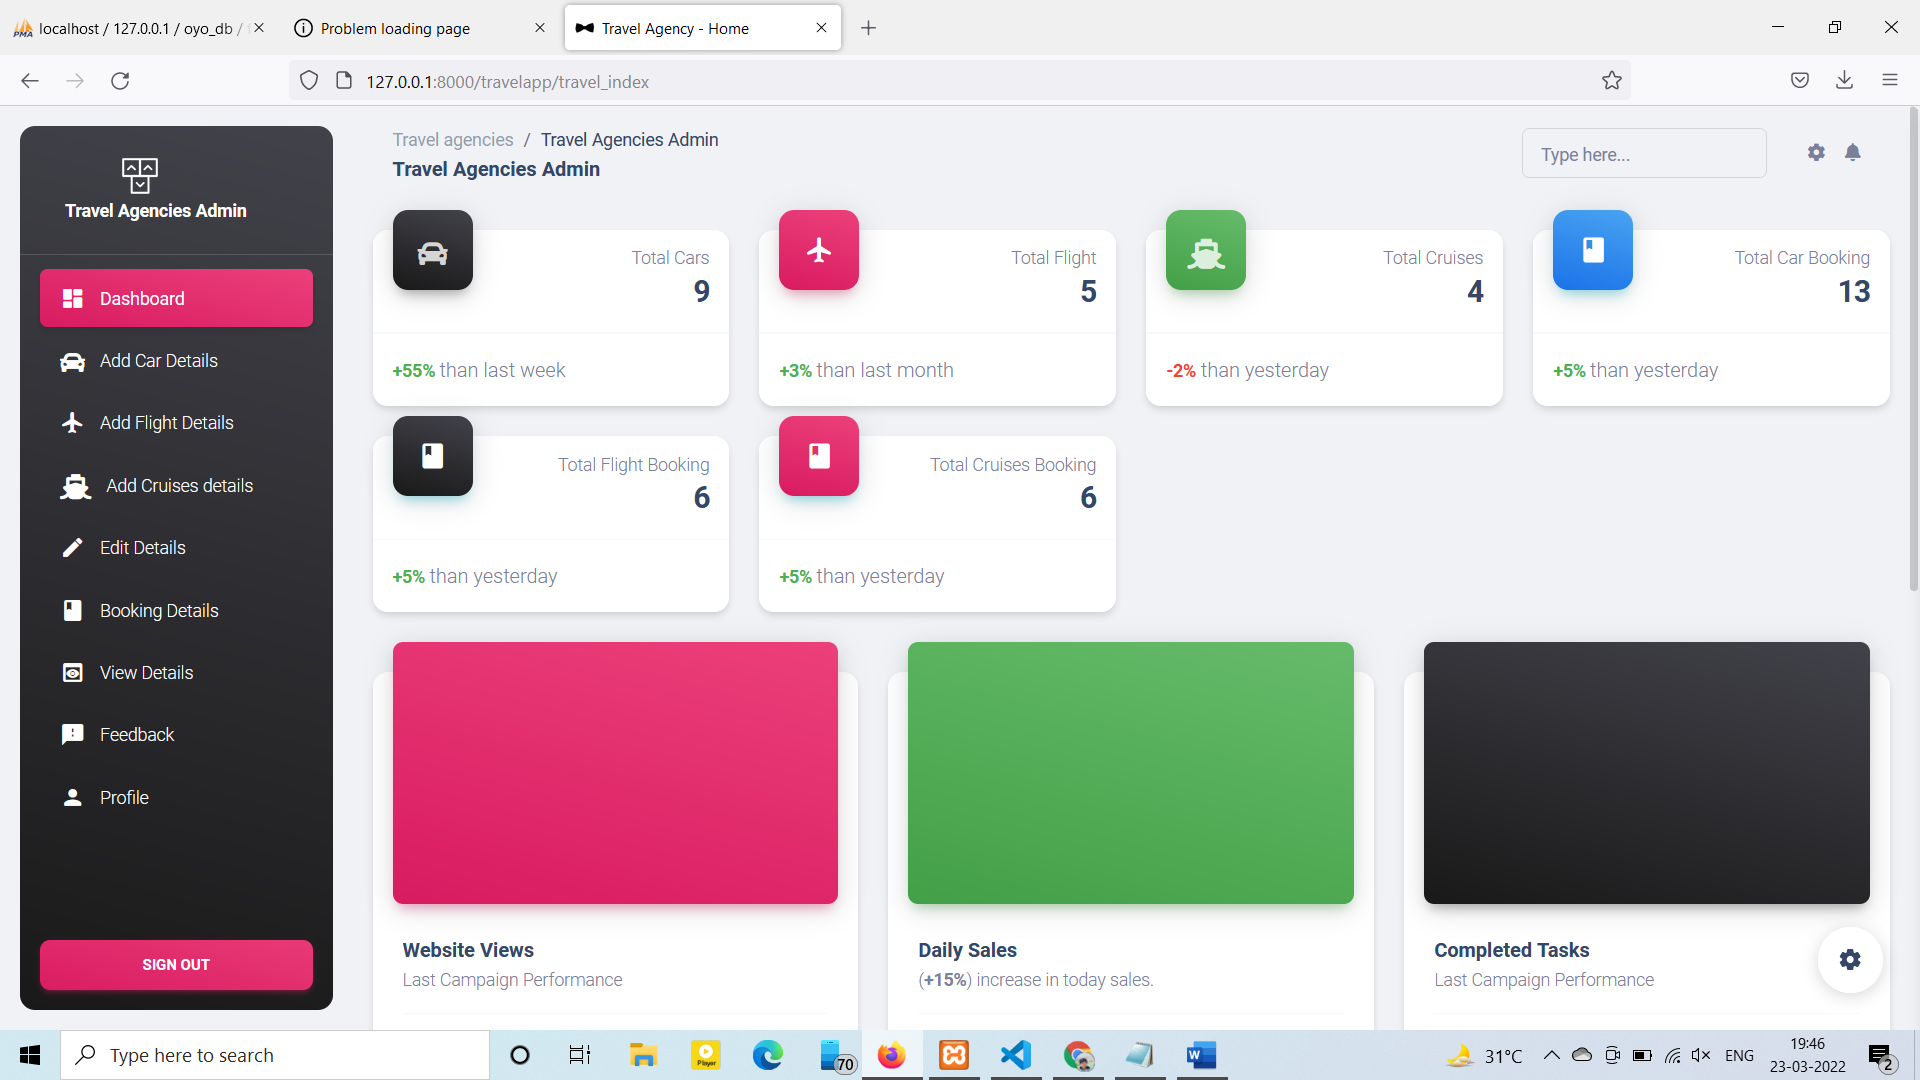 localhost / 127.0.0.1 / oyo_db /
Problem loading page
Travel Agency - Home
127.0.0.1:8000/travelapp/travel_index
Travel Agencies Admin
Dashboard
Add Car Details
Add Flight Details
Add Cruises details
Edit Details
Booking Details
View Details
Feedback
Profile
SIGN OUT
Travel agencies / Travel Agencies Admin
Travel Agencies Admin
Type here...
Total Cars
9
+55% than last week
Total Flight
5
+3% than last month
Total Cruises
4
-2% than yesterday
Total Car Booking
13
+5% than yesterday
Total Flight Booking
6
+5% than yesterday
Total Cruises Booking
6
+5% than yesterday
Website Views
Last Campaign Performance
Daily Sales
(+15%) increase in today sales.
Completed Tasks
Last Campaign Performance
Type here to search
Player
70
31°C
ENG
19:46
23-03-2022
2